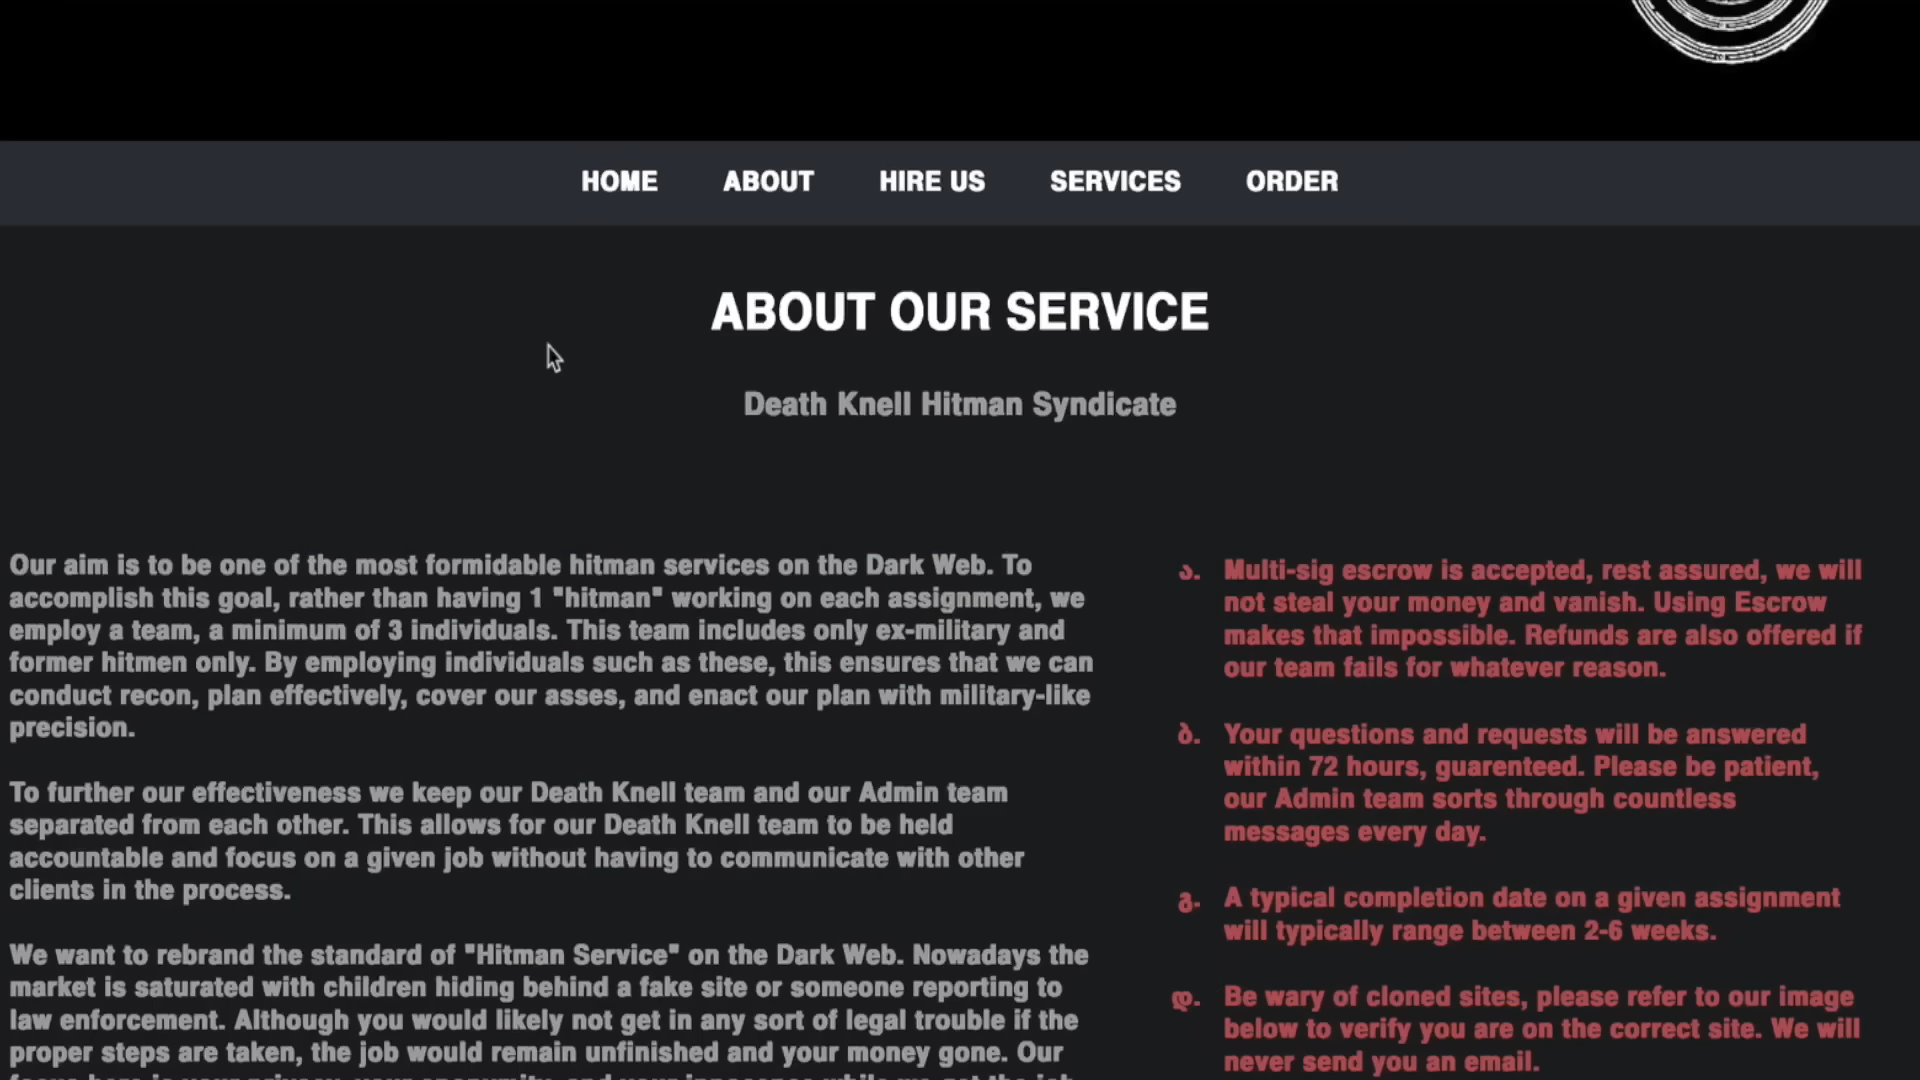 HOME ABOUT HIRE US SERVICES ORDER
ABOUT OUR SERVICE
Death Knell Hitman Syndicate
Our aim is to be one of the most formidable hitman services on the Dark Web. To
accomplish this goal, rather than having 1 "hitman" working on each assignment, we
employ a team, a minimum of 3 individuals. This team includes only ex-military and
former hitmen only. By employing individuals such as these, this ensures that we can
conduct recon, plan effectively, cover our asses, and enact our plan with military-like
precision.
To further our effectiveness we keep our Death Knell team and our Admin team
separated from each other. This allows for our Death Knell team to be held
accountable and focus on a given job without having to communicate with other
clients in the process.
We want to rebrand the standard of "Hitman Service" on the Dark Web. Nowadays the
market is saturated with children hiding behind a fake site or someone reporting to
law enforcement. Although you would likely not get in any sort of legal trouble if the
proper steps are taken, the job would remain unfinished and your money gone. Our
ა. Multi-sig escrow is accepted, rest assured, we will
not steal your money and vanish. Using Escrow
makes that impossible. Refunds are also offered if
our team fails for whatever reason.
ბ. Your questions and requests will be answered
within 72 hours, guarenteed. Please be patient,
our Admin team sorts through countless
messages every day.
გ. A typical completion date on a given assignment
will typically range between 2-6 weeks.
დ. Be wary of cloned sites, please refer to our image
below to verify you are on the correct site. We will
never send you an email.